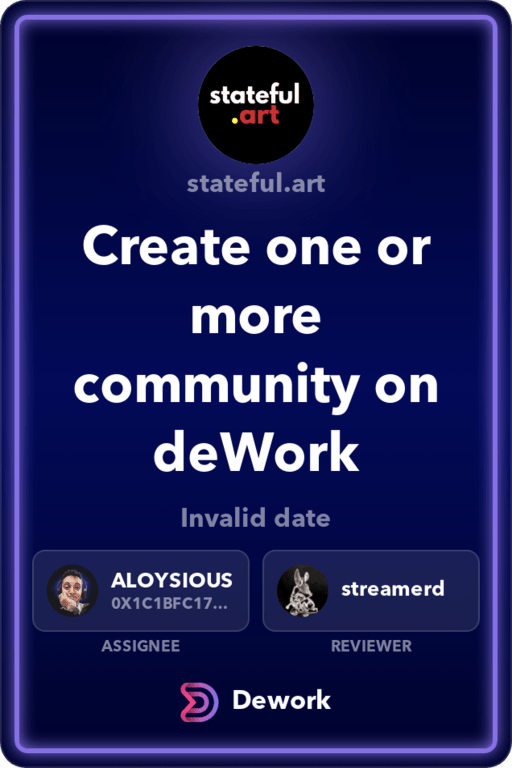 stateful
.art
stateful.art
Create one or
more
community on
deWork
Invalid date
ALOYSIOUS
0X1C1BFC17...
streamerd
ASSIGNEE
REVIEWER
Dework